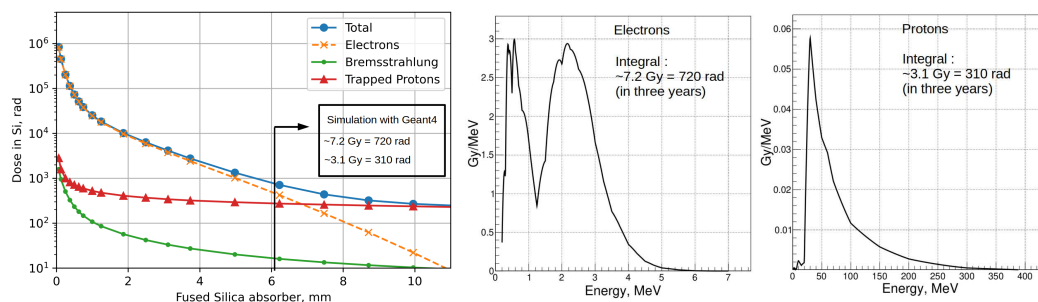 Dose in Si, rad
10⁶
10⁵
10⁴
10³
10²
10¹
0
2
4
6
8
10
Fused Silica absorber, mm
Total
Electrons
Bremsstrahlung
Trapped Protons
Simulation with Geant4
~7.2 Gy = 720 rad
~3.1 Gy = 310 rad
Gy/MeV
3
2.5
2
1.5
1
0.5
0
0
1
2
3
4
5
6
7
Energy, MeV
Electrons
Integral :
~7.2 Gy = 720 rad
(in three years)
Gy/MeV
0.06
0.05
0.04
0.03
0.02
0.01
0
0
50
100
150
200
250
300
350
400
Energy, MeV
Protons
Integral :
~3.1 Gy = 310 rad
(in three years)